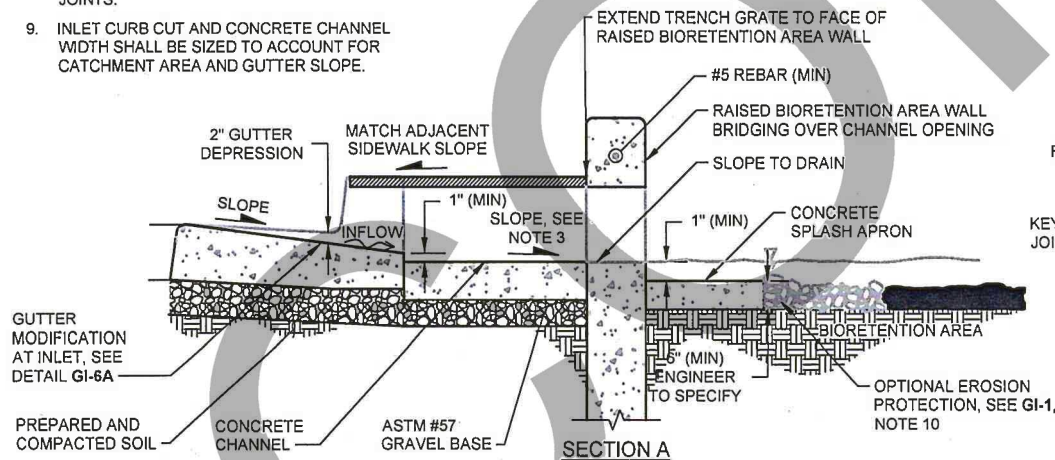 JOINTS.
9. INLET CURB CUT AND CONCRETE CHANNEL
WIDTH SHALL BE SIZED TO ACCOUNT FOR
CATCHMENT AREA AND GUTTER SLOPE.
EXTEND TRENCH GRATE TO FACE OF
RAISED BIORETENTION AREA WALL
#5 REBAR (MIN)
RAISED BIORETENTION AREA WALL
BRIDGING OVER CHANNEL OPENING
2" GUTTER
DEPRESSION
MATCH ADJACENT
SIDEWALK SLOPE
SLOPE TO DRAIN
SLOPE
1" (MIN)
INFLOW
SLOPE, SEE
NOTE 3
1" (MIN)
CONCRETE
SPLASH APRON
KEY
JOI
GUTTER
MODIFICATION
AT INLET, SEE
DETAIL GI-6A
BIORETENTION AREA
6" (MIN)
ENGINEER
TO SPECIFY
OPTIONAL EROSION
PROTECTION, SEE GI-1,
NOTE 10
PREPARED AND
COMPACTED SOIL
CONCRETE
CHANNEL
ASTM #57
GRAVEL BASE
SECTION A